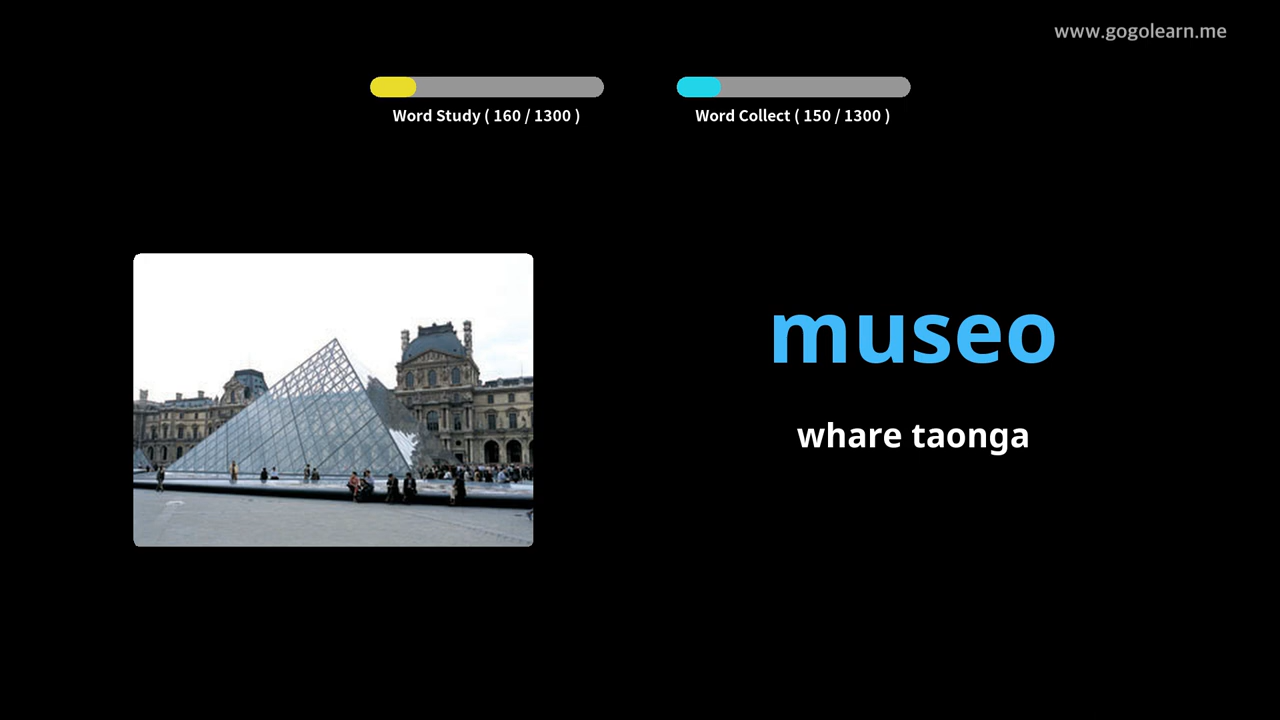 www.gogolearn.me
Word Study ( 160 / 1300 )
Word Collect ( 150 / 1300 )
museo
whare taonga